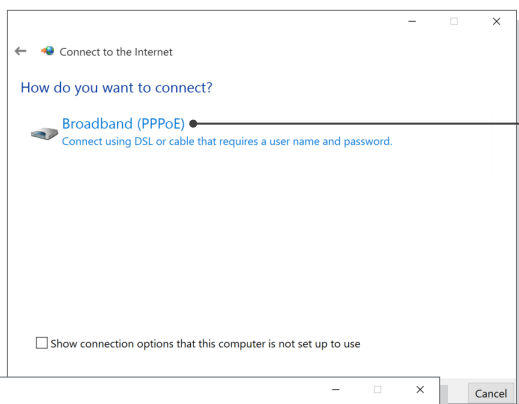 Connect to the Internet
How do you want to connect?
Broadband (PPPoE)
Connect using DSL or cable that requires a user name and password.
Show connection options that this computer is not set up to use
Cancel